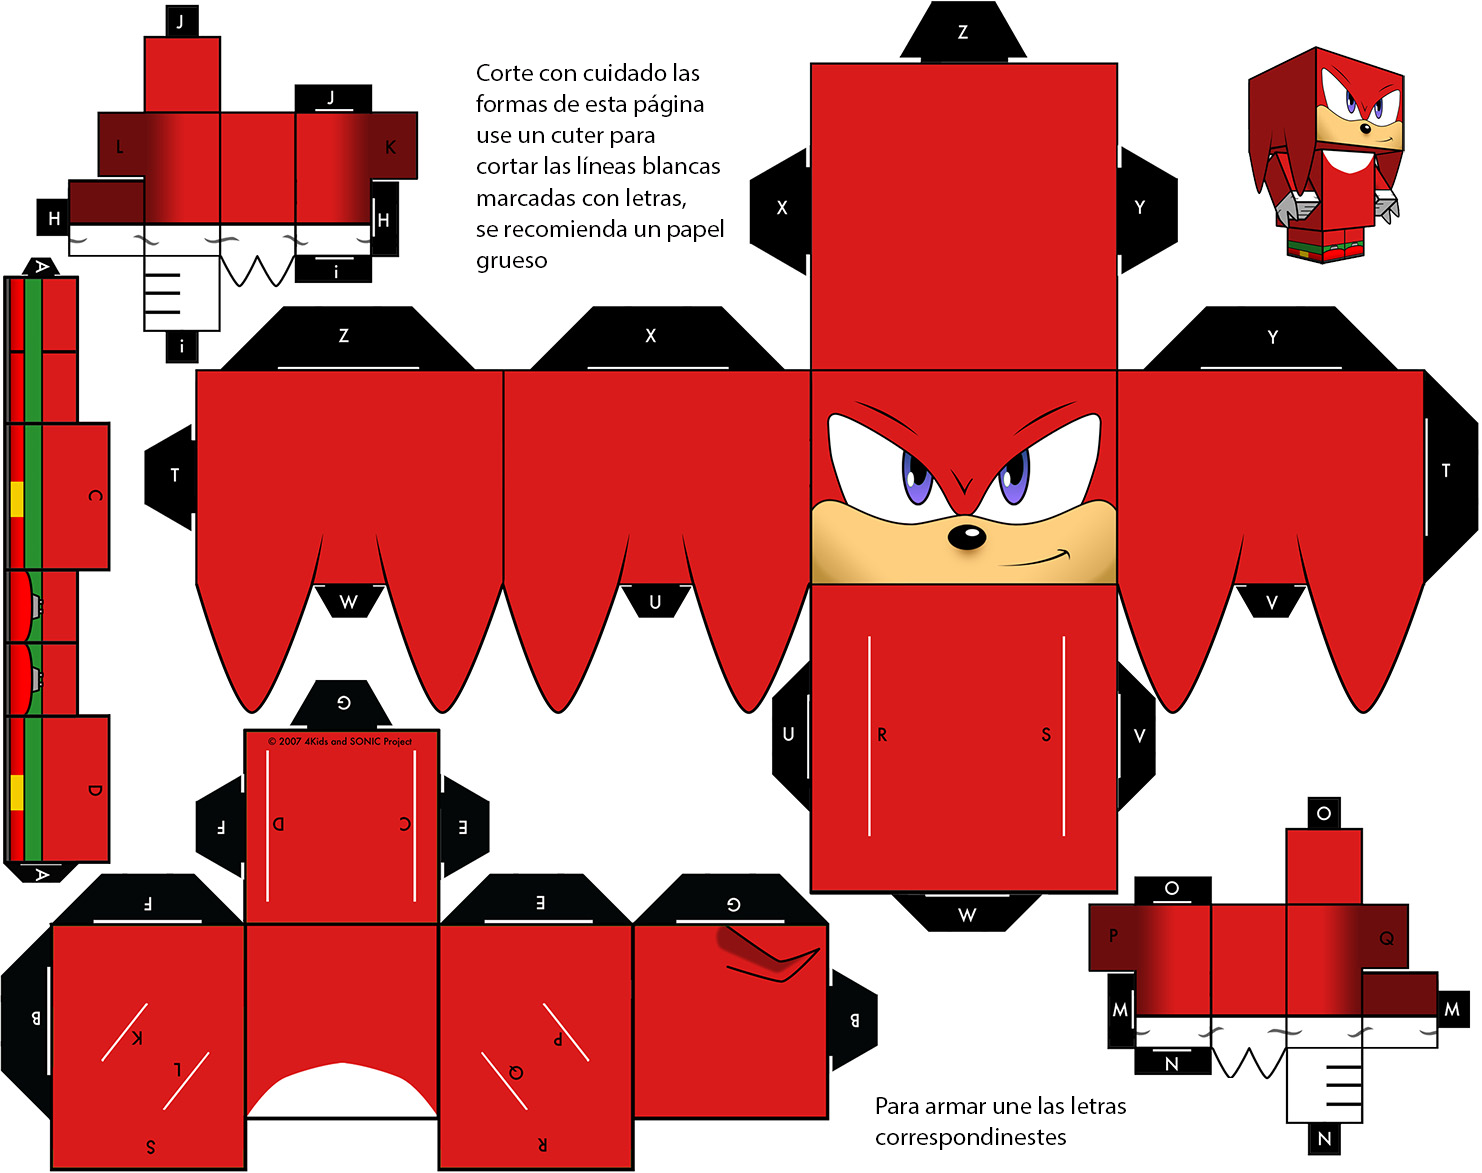 J
Z
Corte con cuidado las
formas de esta página
use un cuter para
cortar las líneas blancas
marcadas con letras,
se recomienda un papel
grueso
J
L
K
H
H
i
i
X
Y
A
Z
X
Y
T
T
C
W
U
V
G
U
R
S
V
© 2007 4Kids and SONIC Project
D
A
F
D
C
E
W
F
E
G
O
O
P
Q
B
K
L
P
Q
B
M
M
N
N
S
R
Para armar une las letras
correspondinestes